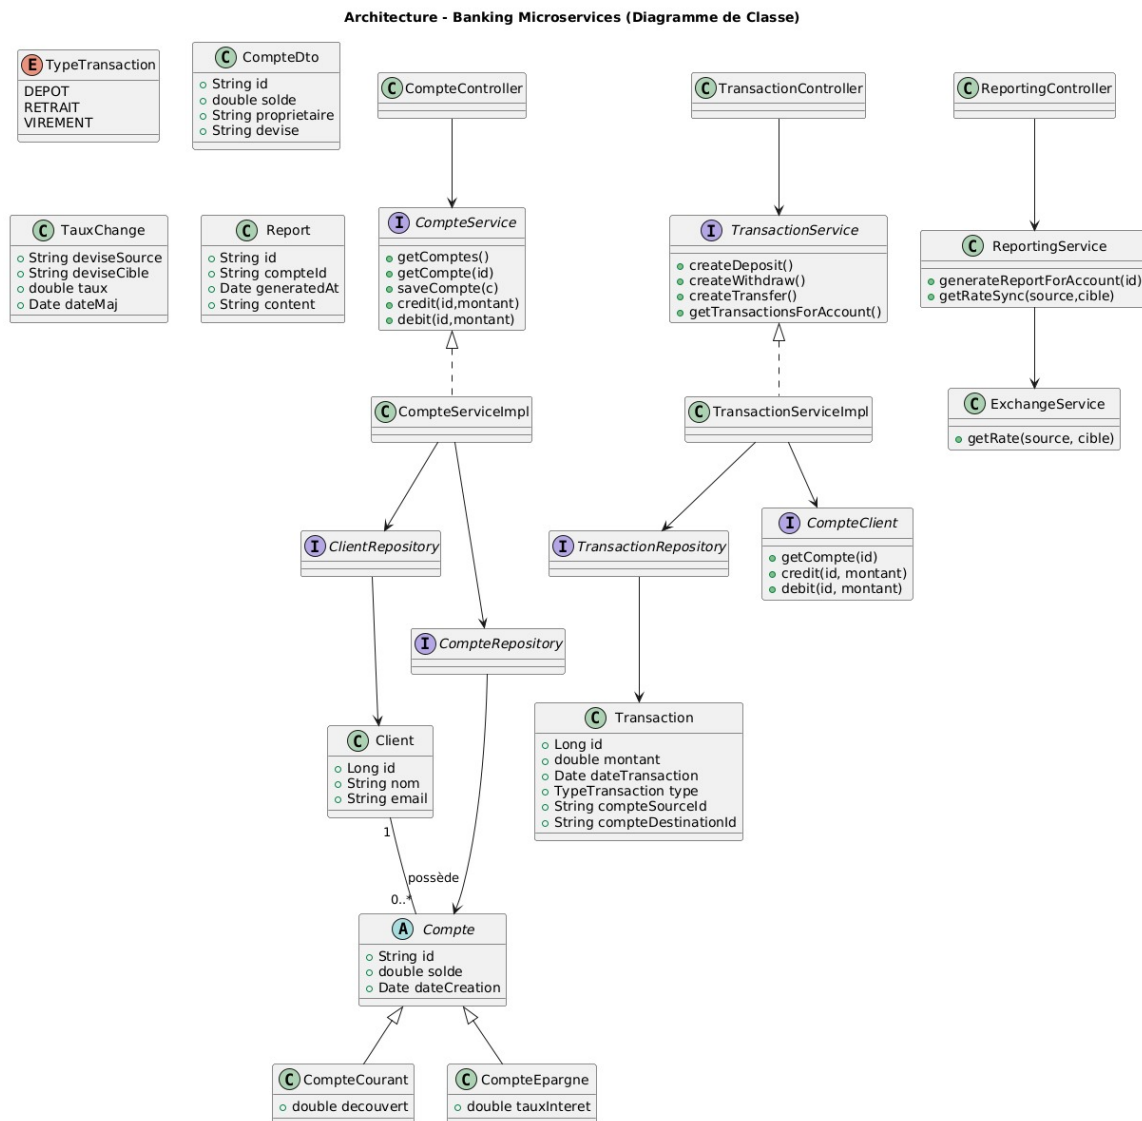 Architecture - Banking Microservices (Diagramme de Classe)
E TypeTransaction
DEPOT
RETRAIT
VIREMENT
C CompteDto
String id
double solde
String proprietaire
String devise
C CompteController
C TransactionController
C ReportingController
C TauxChange
String deviseSource
String deviseCible
double taux
Date dateMaj
C Report
String id
String compteId
Date generatedAt
String content
I CompteService
getComptes()
getCompte(id)
saveCompte(c)
credit(id,montant)
debit(id,montant)
I TransactionService
createDeposit()
createWithdraw()
createTransfer()
getTransactionsForAccount()
C ReportingService
generateReportForAccount(id)
getRateSync(source,cible)
C CompteServiceImpl
C TransactionServiceImpl
C ExchangeService
getRate(source, cible)
I ClientRepository
I TransactionRepository
I CompteClient
getCompte(id)
credit(id, montant)
debit(id, montant)
I CompteRepository
C Client
Long id
String nom
String email
C Transaction
Long id
double montant
Date dateTransaction
TypeTransaction type
String compteSourceId
String compteDestinationId
1
possède
0..*
A Compte
String id
double solde
Date dateCreation
C CompteCourant
double decouvert
C CompteEpargne
double tauxInteret